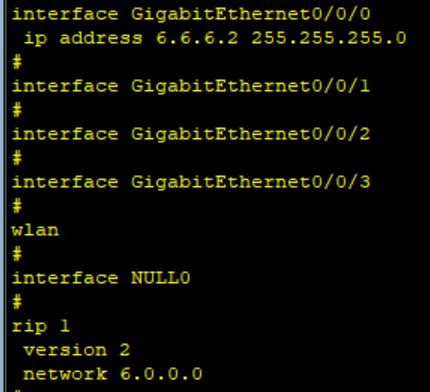 interface GigabitEthernet0/0/0
ip address 6.6.6.2 255.255.255.0
#
interface GigabitEthernet0/0/1
#
interface GigabitEthernet0/0/2
#
interface GigabitEthernet0/0/3
#
wlan
#
interface NULL0
#
rip 1
version 2
network 6.0.0.0